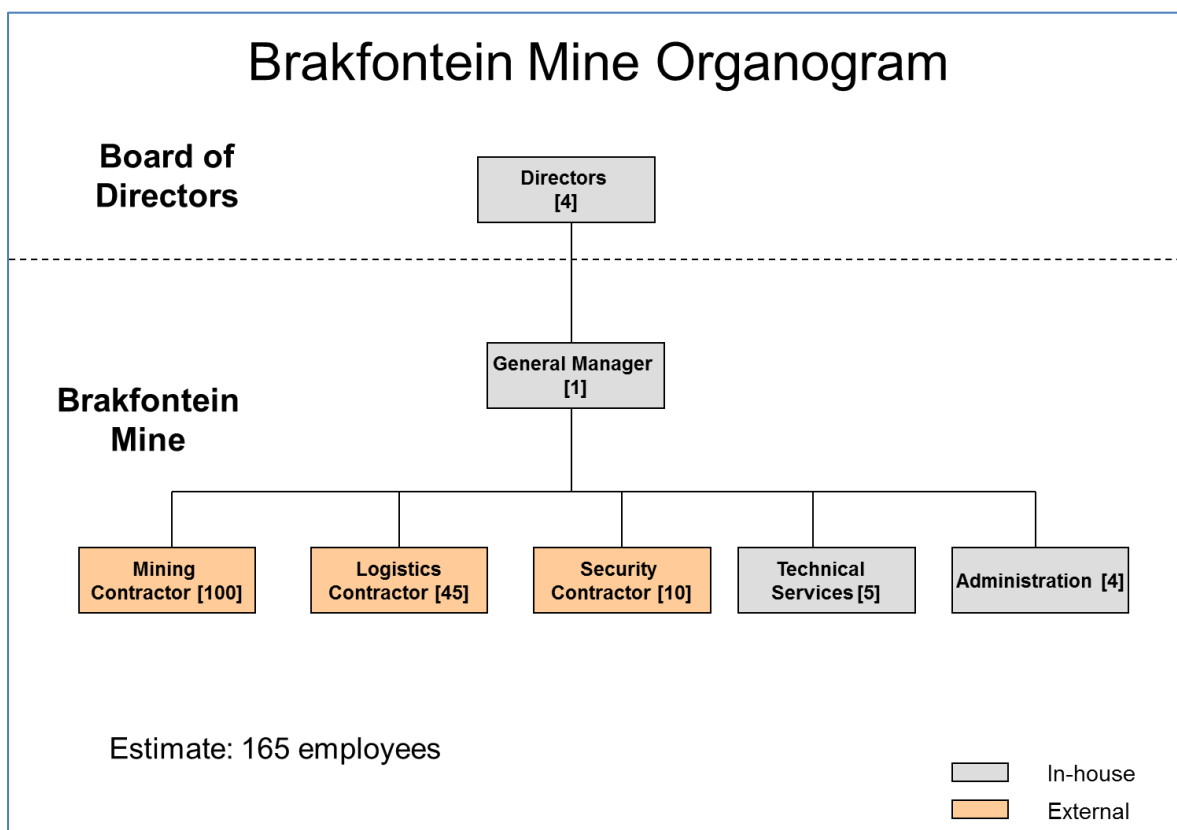 Brakfontein Mine Organogram
Board of
Directors
Directors
[4]
General Manager
[1]
Brakfontein
Mine
Mining
Contractor [100]
Logistics
Contractor [45]
Security
Contractor [10]
Technical
Services [5]
Administration [4]
Estimate: 165 employees
In-house
External